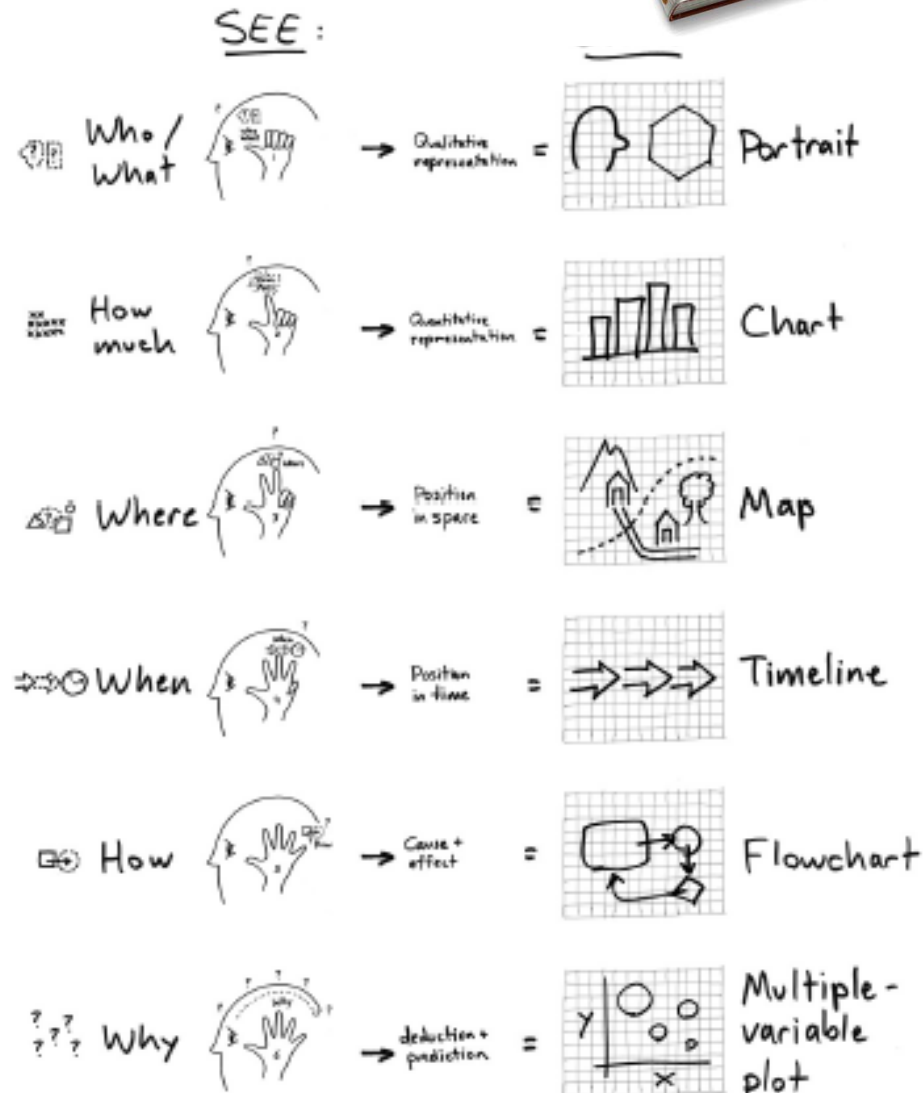 SEE :
Who /
What
Qualitative
representation
=
Portrait
How
much
Quantitative
representation
=
Chart
Where
Position
in space
=
Map
When
Position
in time
=
Timeline
How
Cause +
effect
=
Flowchart
? ? ? ? ?
Why
why
deduction +
prediction
=
Y
X
Multiple-
variable
plot